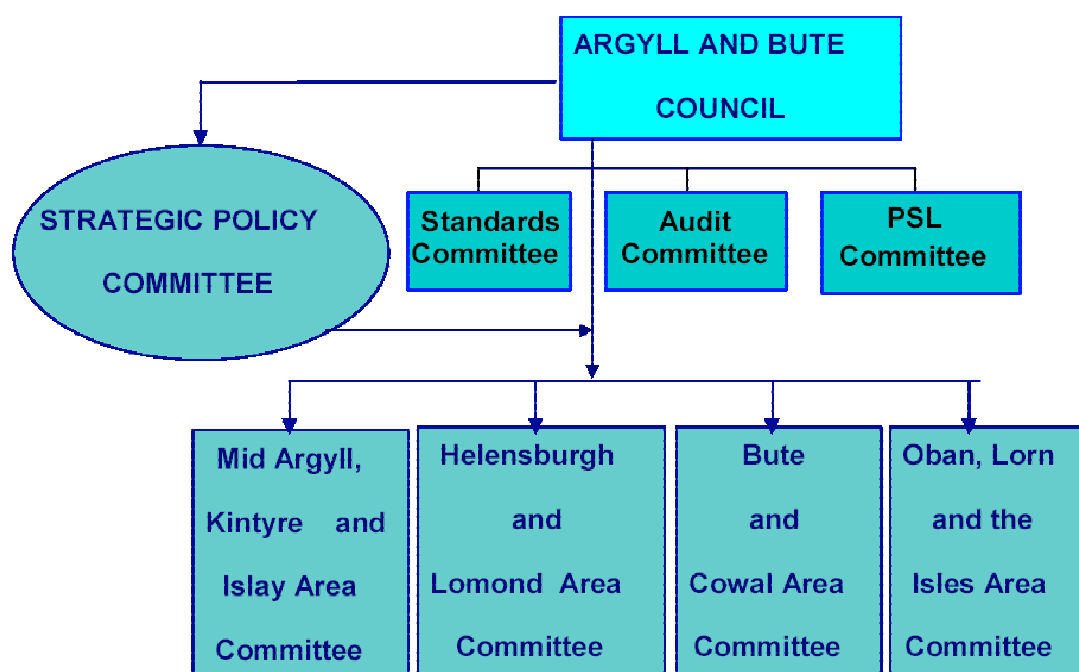 ARGYLL AND BUTE
COUNCIL
STRATEGIC POLICY
COMMITTEE
Standards
Committee
Audit
Committee
PSL
Committee
Mid Argyll,
Kintyre and
Islay Area
Committee
Helensburgh
and
Lomond Area
Committee
Bute
and
Cowal Area
Committee
Oban, Lorn
and the
Isles Area
Committee